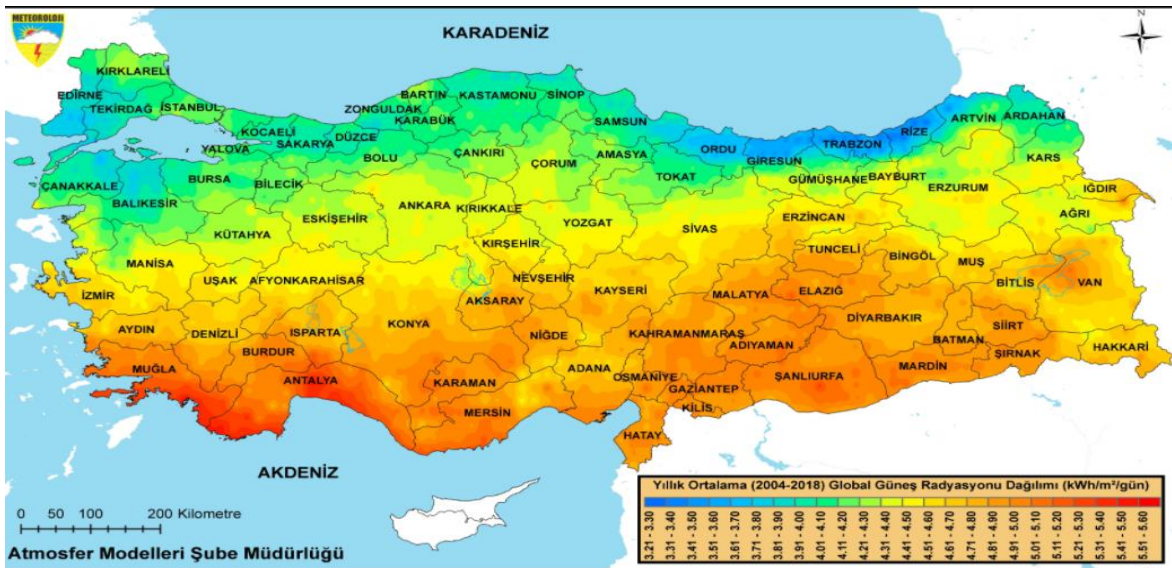 METEOROLOJİ
KARADENİZ
N
KIRKLARELİ
EDİRNE
TEKİRDAĞ
İSTANBUL
KOCAELİ
YALOVA
SAKARYA
DÜZCE
ZONGULDAK
BARTIN
KARABÜK
KASTAMONU
SİNOP
SAMSUN
ORDU
GİRESUN
TRABZON
RİZE
ARTVİN
ARDAHAN
ÇANAKKALE
BALIKESİR
BURSA
BİLECİK
BOLU
ÇANKIRI
ÇORUM
AMASYA
TOKAT
GÜMÜŞHANE
BAYBURT
ERZURUM
KARS
IĞDIR
AĞRI
KÜTAHYA
ESKİŞEHİR
ANKARA
KIRIKKALE
YOZGAT
SİVAS
ERZİNCAN
TUNCELİ
BİNGÖL
MUŞ
BİTLİS
VAN
MANİSA
UŞAK
AFYONKARAHİSAR
KIRŞEHİR
NEVŞEHİR
AKSARAY
KAYSERİ
MALATYA
ELAZIĞ
DİYARBAKIR
İZMİR
AYDIN
DENİZLİ
ISPARTA
KONYA
NİĞDE
KAHRAMANMARAŞ
ADIYAMAN
BATMAN
SİİRT
ŞIRNAK
HAKKARİ
MUĞLA
BURDUR
ANTALYA
KARAMAN
MERSİN
ADANA
OSMANİYE
GAZİANTEP
KİLİS
ŞANLIURFA
MARDİN
HATAY
AKDENİZ
0 50 100 200 Kilometre
Atmosfer Modelleri Şube Müdürlüğü
Yıllık Ortalama (2004-2018) Global Güneş Radyasyonu Dağılımı (kWh/m²/gün)
3.21 - 3.30
3.31 - 3.40
3.41 - 3.50
3.51 - 3.60
3.61 - 3.70
3.71 - 3.80
3.81 - 3.90
3.91 - 4.00
4.01 - 4.10
4.11 - 4.20
4.21 - 4.30
4.31 - 4.40
4.41 - 4.50
4.51 - 4.60
4.61 - 4.70
4.71 - 4.80
4.81 - 4.90
4.91 - 5.00
5.01 - 5.10
5.11 - 5.20
5.21 - 5.30
5.31 - 5.40
5.41 - 5.50
5.51 - 5.60